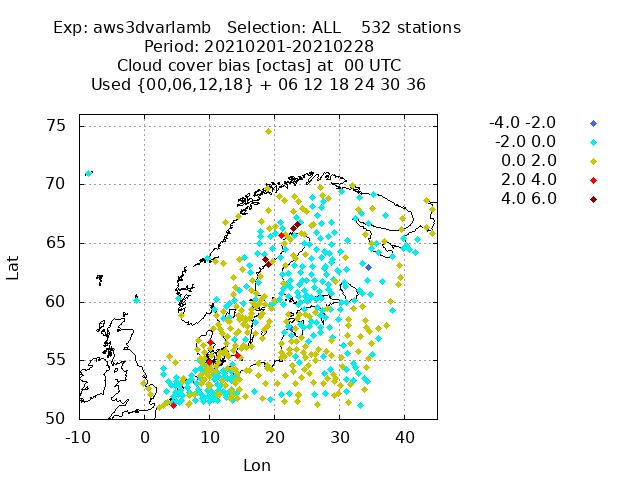 Exp: aws3dvarlamb   Selection: ALL    532 stations
Period: 20210201-20210228
Cloud cover bias [octas] at  00 UTC
Used {00,06,12,18} + 06 12 18 24 30 36
-4.0 -2.0
-2.0 0.0
0.0 2.0
2.0 4.0
4.0 6.0
75
70
65
60
55
50
Lat
-10 0 10 20 30 40
Lon